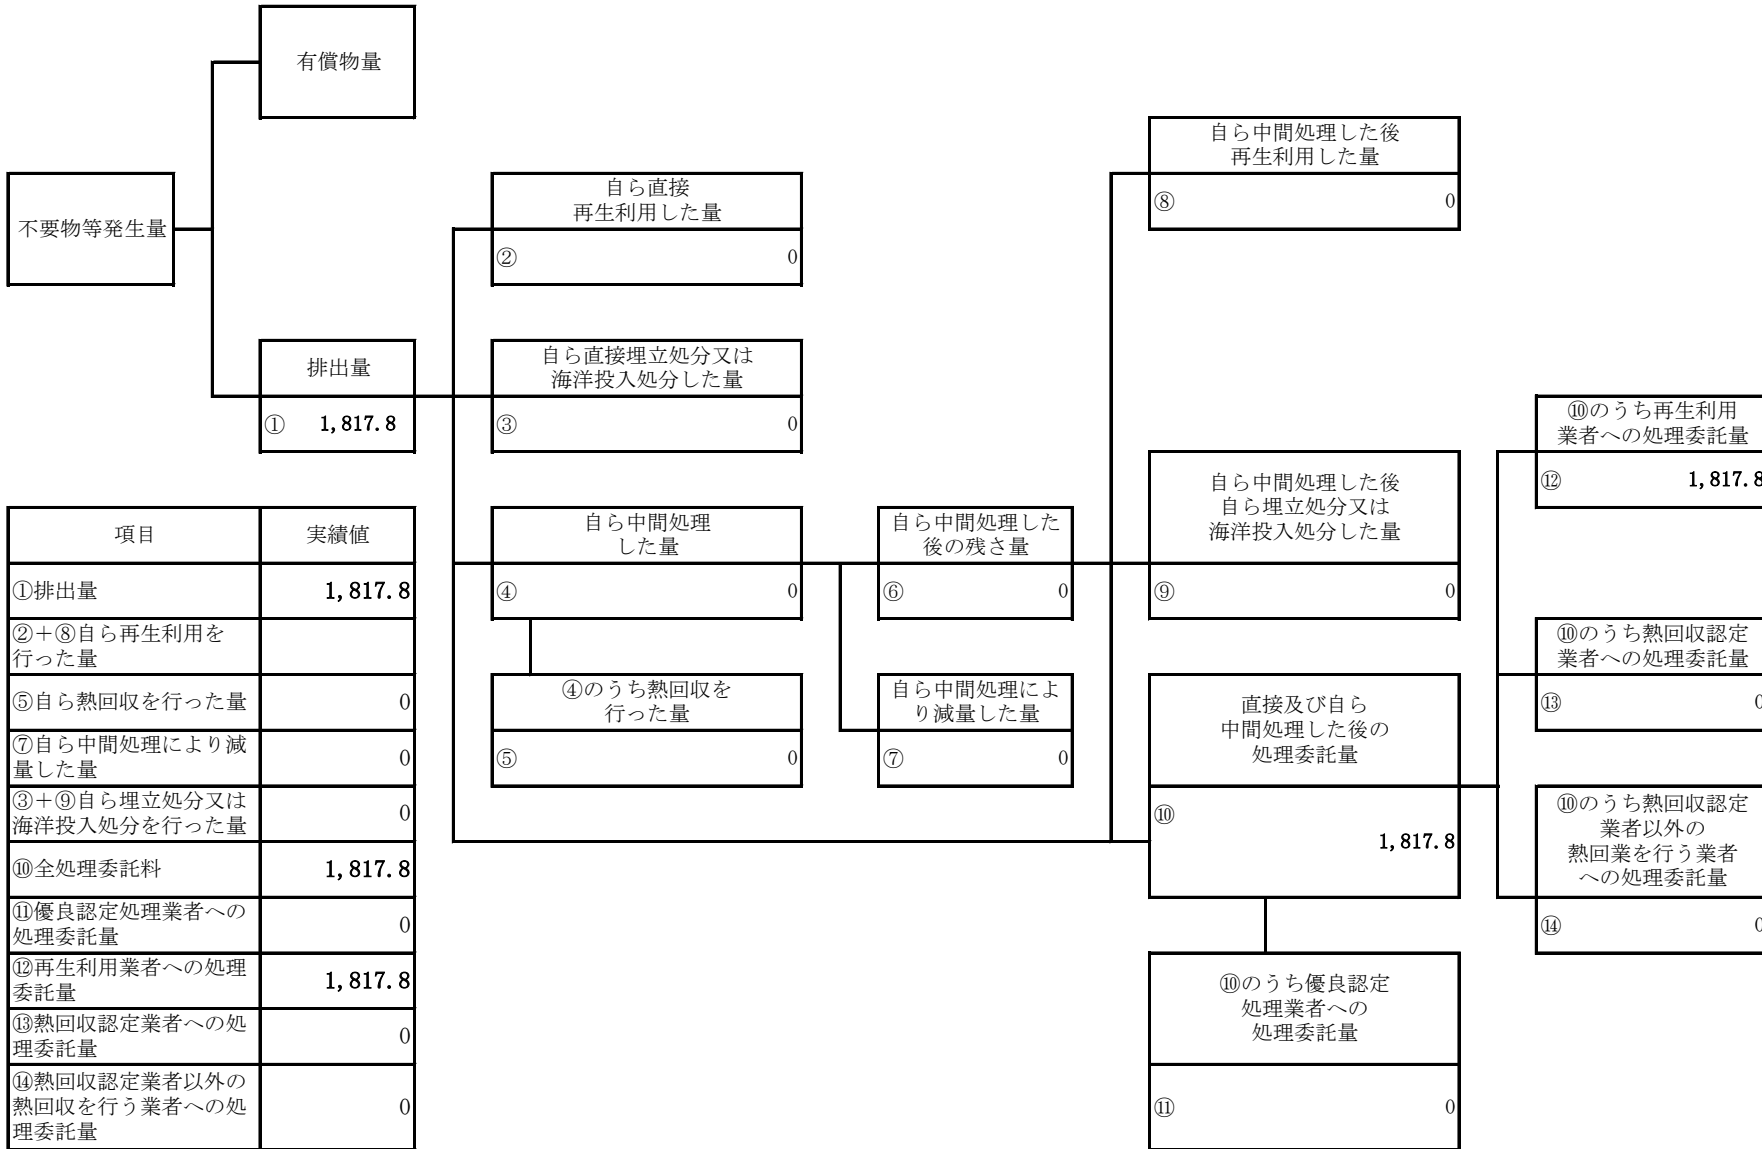 有償物量
不要物等発生量
排出量
① 1,817.8
自ら直接
再生利用した量
② 0
自ら直接埋立処分又は
海洋投入処分した量
③ 0
自ら中間処理
した量
④ 0
④のうち熱回収を
行った量
⑤ 0
自ら中間処理した
後の残さ量
⑥ 0
自ら中間処理によ
り減量した量
⑦ 0
自ら中間処理した後
再生利用した量
⑧ 0
自ら中間処理した後
自ら埋立処分又は
海洋投入処分した量
⑨ 0
直接及び自ら
中間処理した後の
処理委託量
⑩
1,817.8
⑩のうち優良認定
処理業者への
処理委託量
⑪ 0
⑩のうち再生利用
業者への処理委託量
⑫ 1,817.8
⑩のうち熱回収認定
業者への処理委託量
⑬ 0
⑩のうち熱回収認定
業者以外の
熱回業を行う業者
への処理委託量
⑭ 0
項目 実績値
①排出量 1,817.8
②＋⑧自ら再生利用を
行った量
⑤自ら熱回収を行った量 0
⑦自ら中間処理により減
量した量 0
③＋⑨自ら埋立処分又は
海洋投入処分を行った量 0
⑩全処理委託料 1,817.8
⑪優良認定処理業者への
処理委託量 0
⑫再生利用業者への処理
委託量 1,817.8
⑬熱回収認定業者への処
理委託量 0
⑭熱回収認定業者以外の
熱回収を行う業者への処
理委託量 0